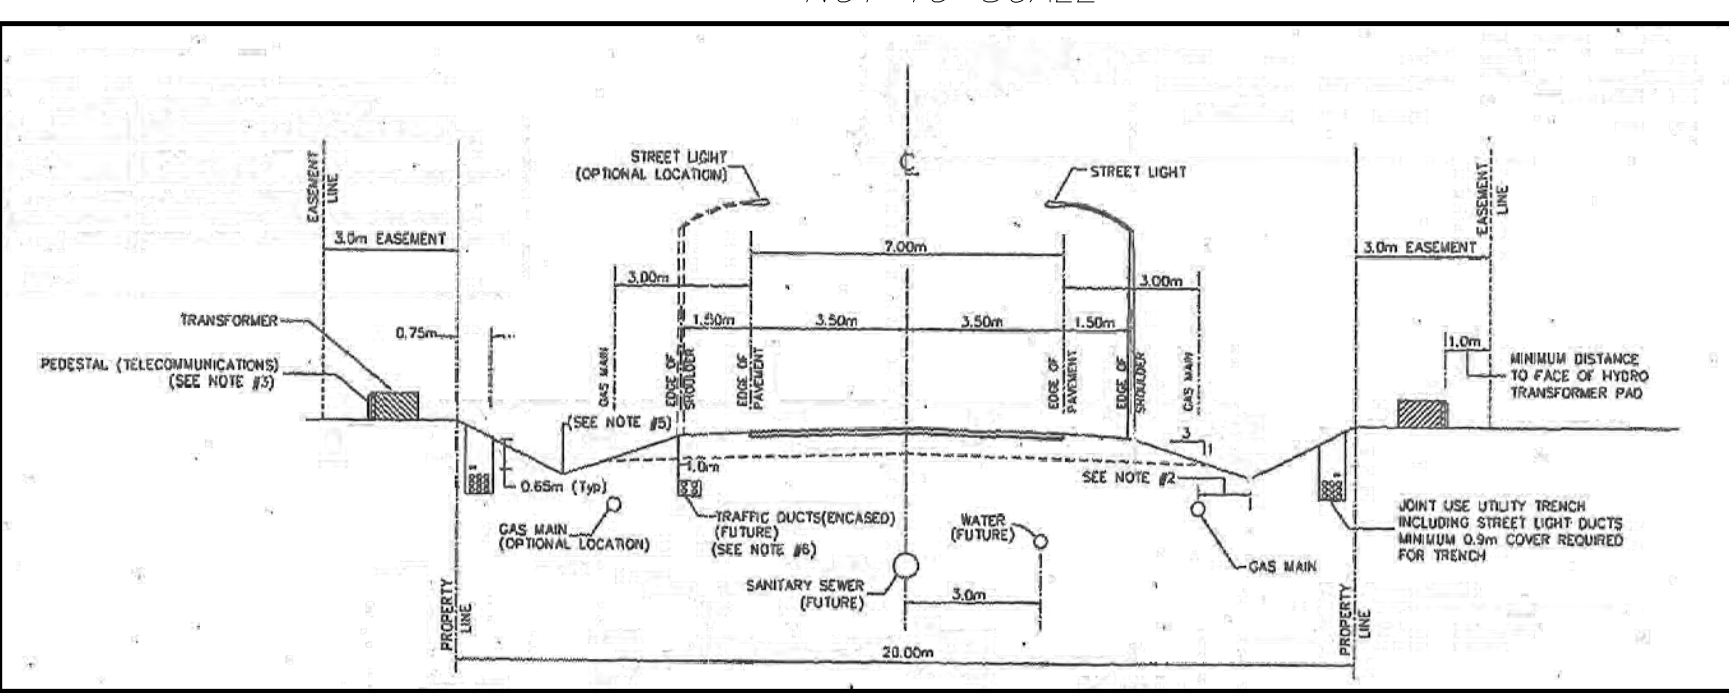 NOT TO SCALE
STREET LIGHT
(OPTIONAL LOCATION)
℄
STREET LIGHT
EASEMENT
LINE
EASEMENT
LINE
3.0m EASEMENT
7.00m
3.0m EASEMENT
3.00m
3.00m
TRANSFORMER
0.75m
1.50m
3.50m
3.50m
1.50m
1.0m
PEDESTAL (TELECOMMUNICATIONS)
(SEE NOTE #3)
GAS MAIN
EDGE OF
SHOULDER
EDGE OF
PAVEMENT
EDGE OF
PAVEMENT
EDGE OF
SHOULDER
GAS MAIN
MINIMUM DISTANCE
TO FACE OF HYDRO
TRANSFORMER PAD
(SEE NOTE #5)
3
1
1.0m
0.65m (Typ)
SEE NOTE #2
GAS MAIN
(OPTIONAL LOCATION)
TRAFFIC DUCTS(ENCASED)
(FUTURE)
(SEE NOTE #6)
WATER
(FUTURE)
JOINT USE UTILITY TRENCH
INCLUDING STREET LIGHT DUCTS
MINIMUM 0.9m COVER REQUIRED
FOR TRENCH
GAS MAIN
SANITARY SEWER
(FUTURE)
3.0m
PROPERTY
LINE
PROPERTY
LINE
20.00m